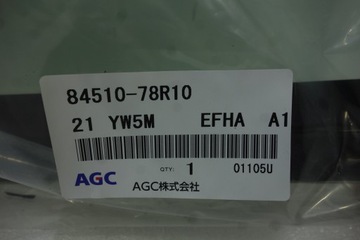 84510-78R10
21 YW5M EFHA A1
QTY: 1 01105U
AGC AGC株式会社